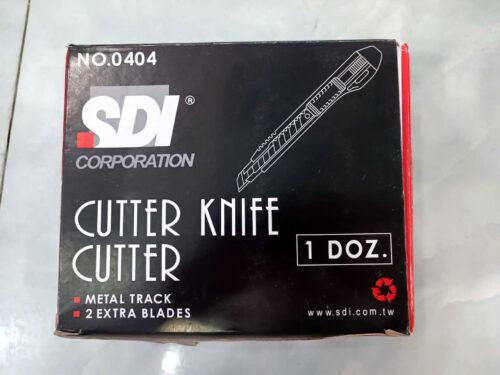 NO.0404
SDI ®
CORPORATION
CUTTER KNIFE
CUTTER
1 DOZ.
METAL TRACK
2 EXTRA BLADES
www.sdi.com.tw